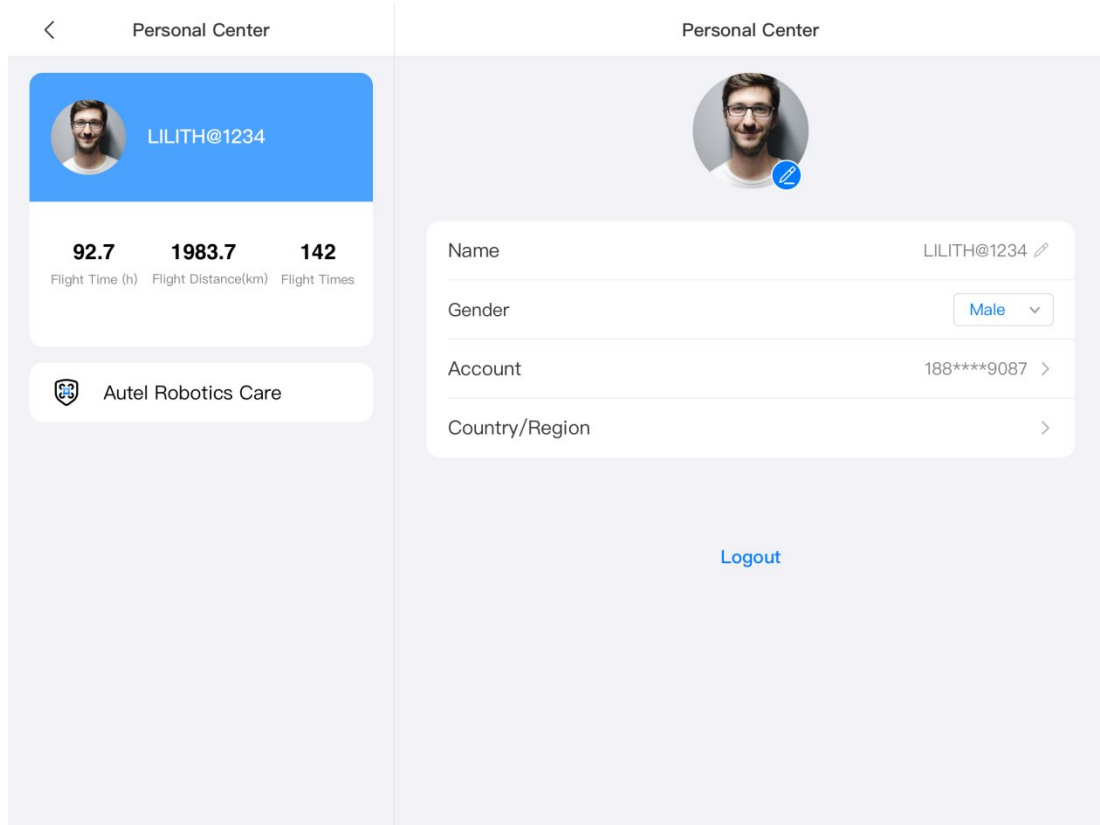 Personal Center
LILITH@1234
92.7 1983.7 142
Flight Time (h) Flight Distance(km) Flight Times
Autel Robotics Care
Personal Center
Name LILITH@1234
Gender Male
Account 188****9087
Country/Region
Logout